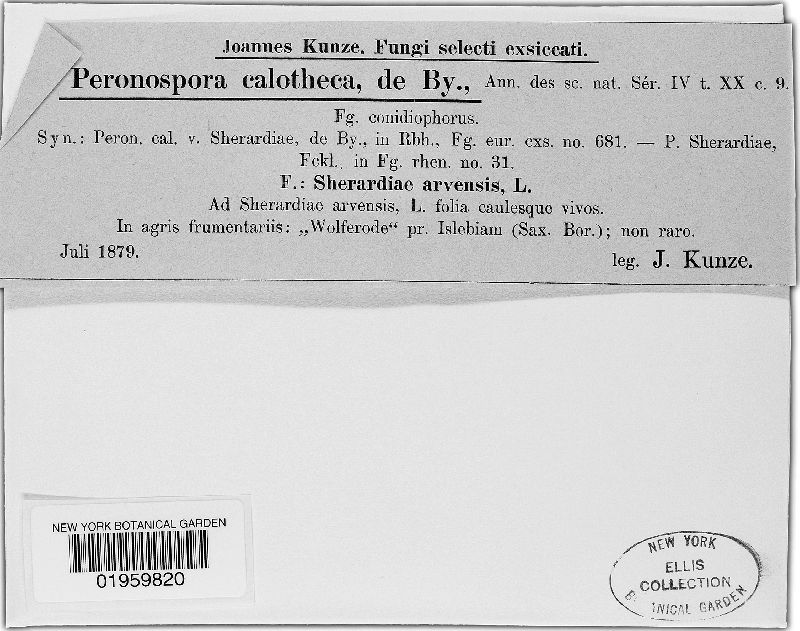 Joannes Kunze. Fungi selecti exsiccati.
Peronospora calotheca, de By., Ann. des sc. nat. Sér. IV t. XX c. 9.
Fg. conidiophorus.
Syn.: Peron. cal. v. Sherardiae, de By., in Rbh., Fg. eur. exs. no. 681. — P. Sherardiae,
Fckl. in Fg. rhen. no. 31.
F.: Sherardiae arvensis, L.
Ad Sherardiae arvensis, L. folia caulesque vivos.
In agris frumentariis: „Wolferode“ pr. Islebiam (Sax. Bor.); non raro.
Juli 1879.
leg. J. Kunze.
NEW YORK BOTANICAL GARDEN
01959820
NEW YORK
ELLIS
COLLECTION
GARDEN